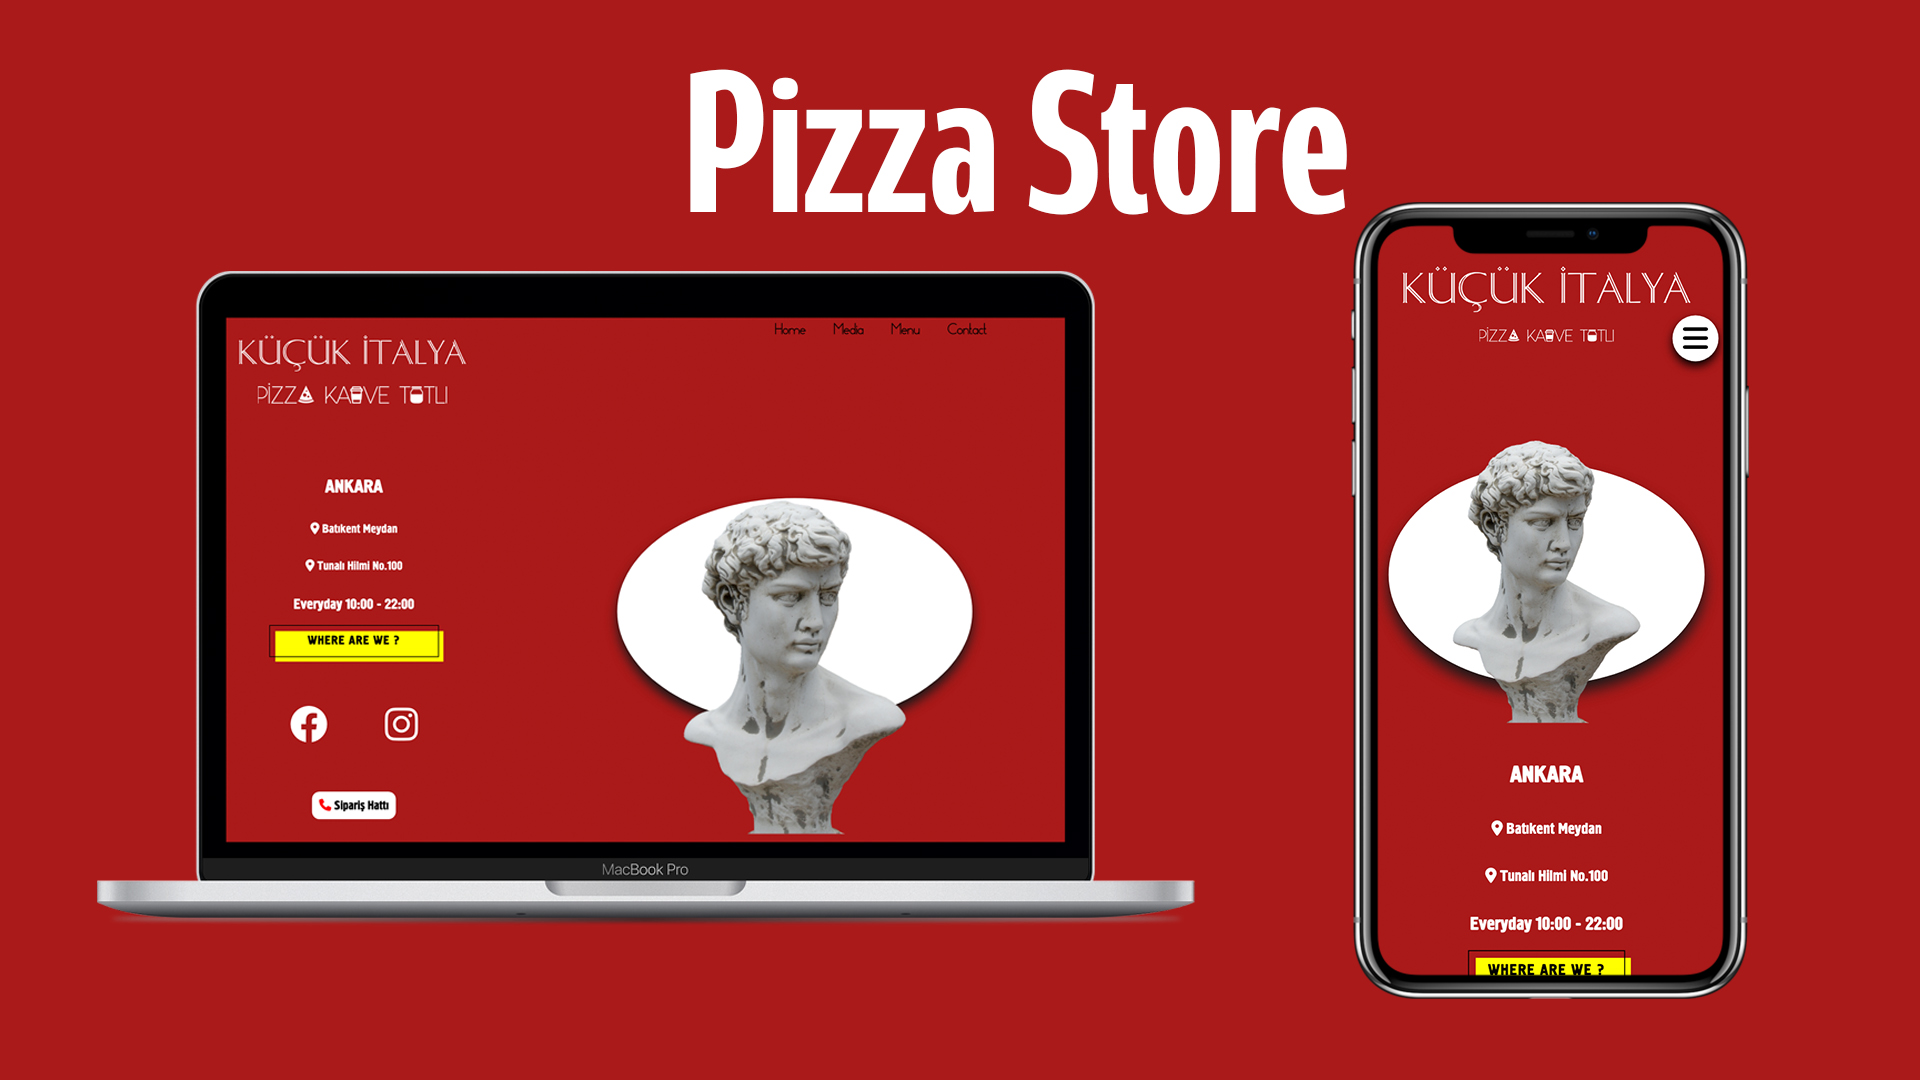 Pizza Store
KÜÇÜK İTALYA
PİZZA KAHVE TATLI
Home Media Menu Contact
ANKARA
Batıkent Meydan
Tunalı Hilmi No.100
Everyday 10:00 - 22:00
WHERE ARE WE ?
Sipariş Hattı
MacBook Pro
KÜÇÜK İTALYA
PİZZA KAHVE TATLI
ANKARA
Batıkent Meydan
Tunalı Hilmi No.100
Everyday 10:00 - 22:00
WHERE ARE WE ?